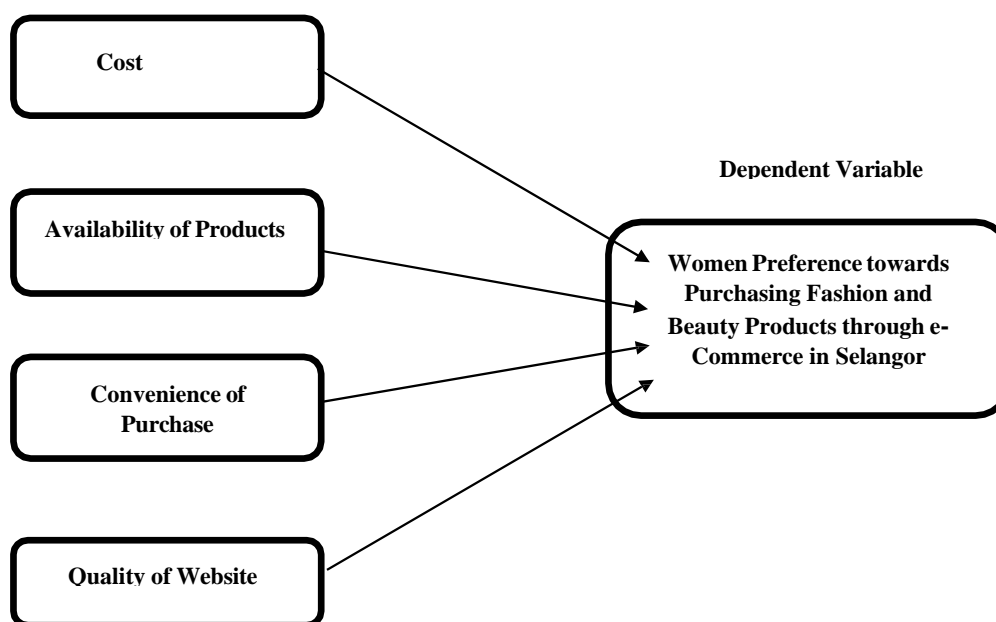 Cost
Availability of Products
Convenience of
Purchase
Quality of Website
Dependent Variable
Women Preference towards
Purchasing Fashion and
Beauty Products through e-
Commerce in Selangor